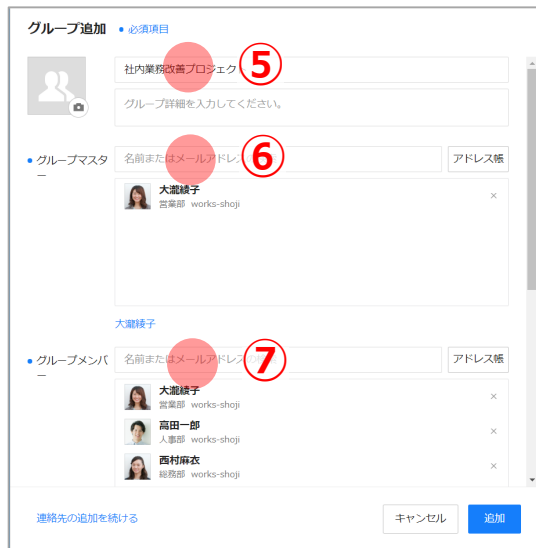 グループ追加 • 必須項目
社内業務改善プロジェク ⑤
グループ詳細を入力してください。
• グループマスター
名前またはメールアドレス ⑥ アドレス帳
大瀧綾子
営業部 works-shoji ×
大瀧綾子
• グループメンバー
名前またはメールアドレス ⑦ アドレス帳
大瀧綾子
営業部 works-shoji ×
高田一郎
人事部 works-shoji ×
西村麻衣
総務部 works-shoji ×
連絡先の追加を続ける キャンセル 追加